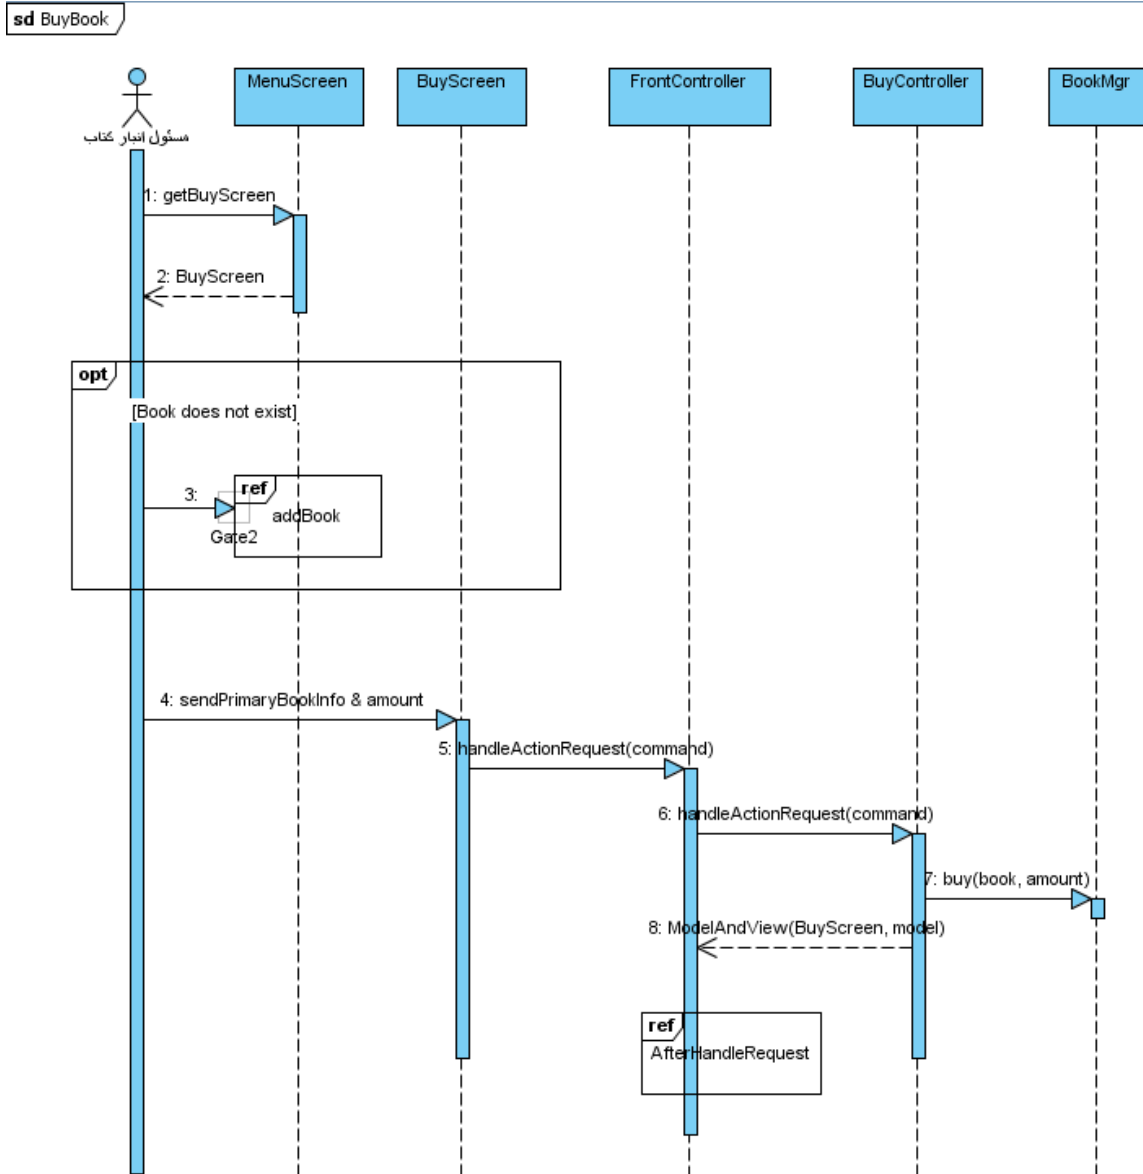 sd BuyBook
MenuScreen
BuyScreen
FrontController
BuyController
BookMgr
مسئول انبار کتاب
1: getBuyScreen
2: BuyScreen
opt
[Book does not exist]
3:
ref
addBook
Gate2
4: sendPrimaryBookInfo & amount
5: handleActionRequest(command)
6: handleActionRequest(command)
7: buy(book, amount)
8: ModelAndView(BuyScreen, model)
ref
AfterHandleRequest